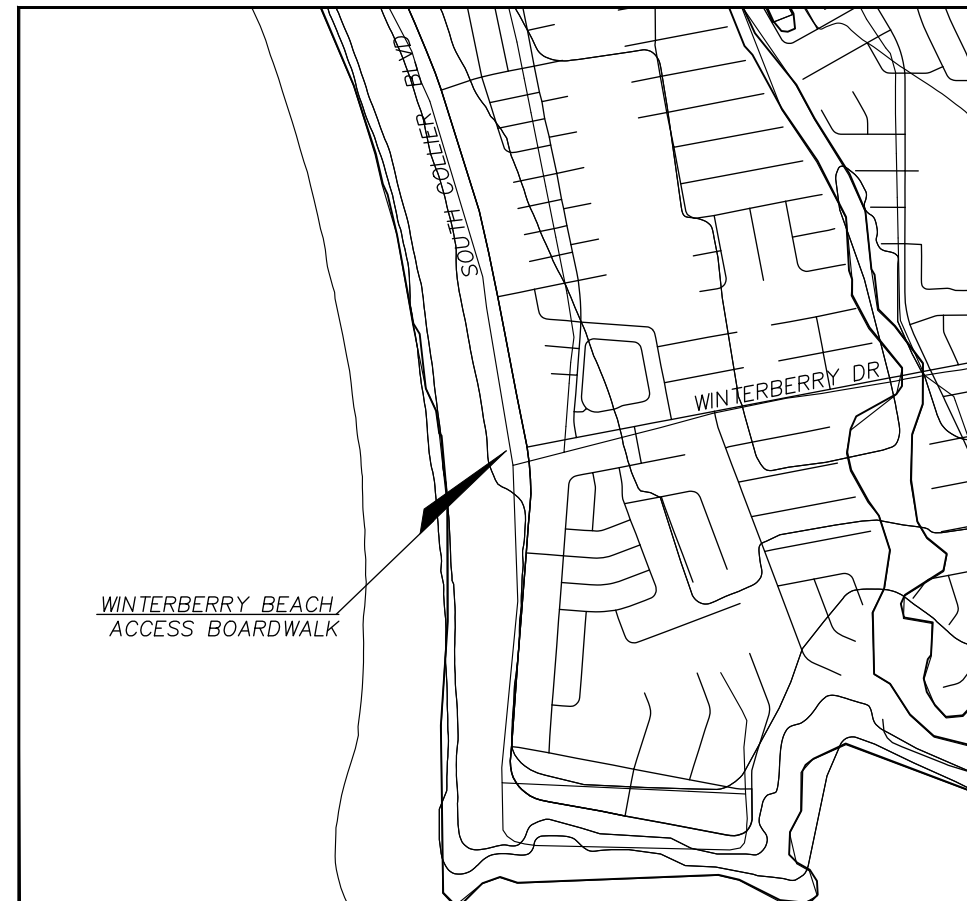 SOUTH COLLIER BLVD
WINTERBERRY DR
WINTERBERRY BEACH
ACCESS BOARDWALK